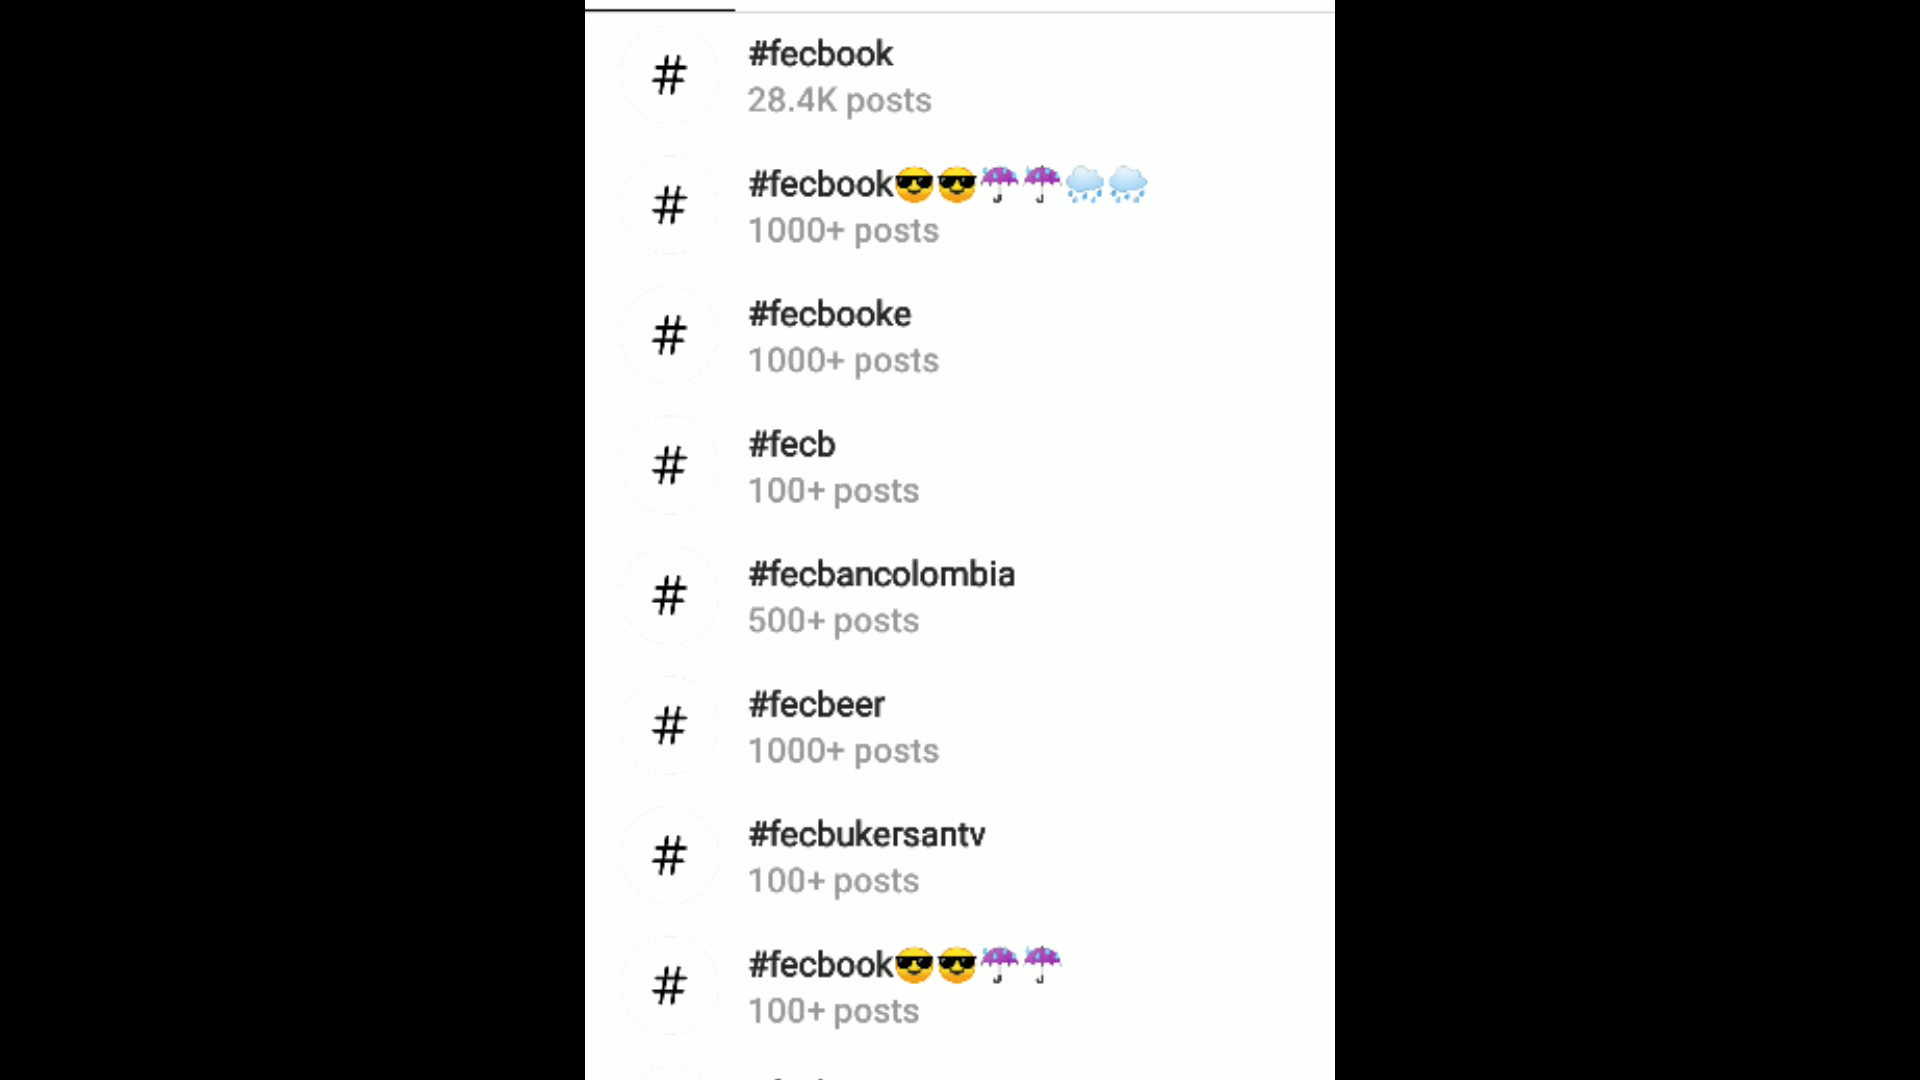 #fecbook
28.4K posts
#fecbook😎😎☔☔🌧️🌧️
1000+ posts
#fecbooke
1000+ posts
#fecb
100+ posts
#fecbancolombia
500+ posts
#fecbeer
1000+ posts
#fecbukersantv
100+ posts
#fecbook😎😎☔☔
100+ posts